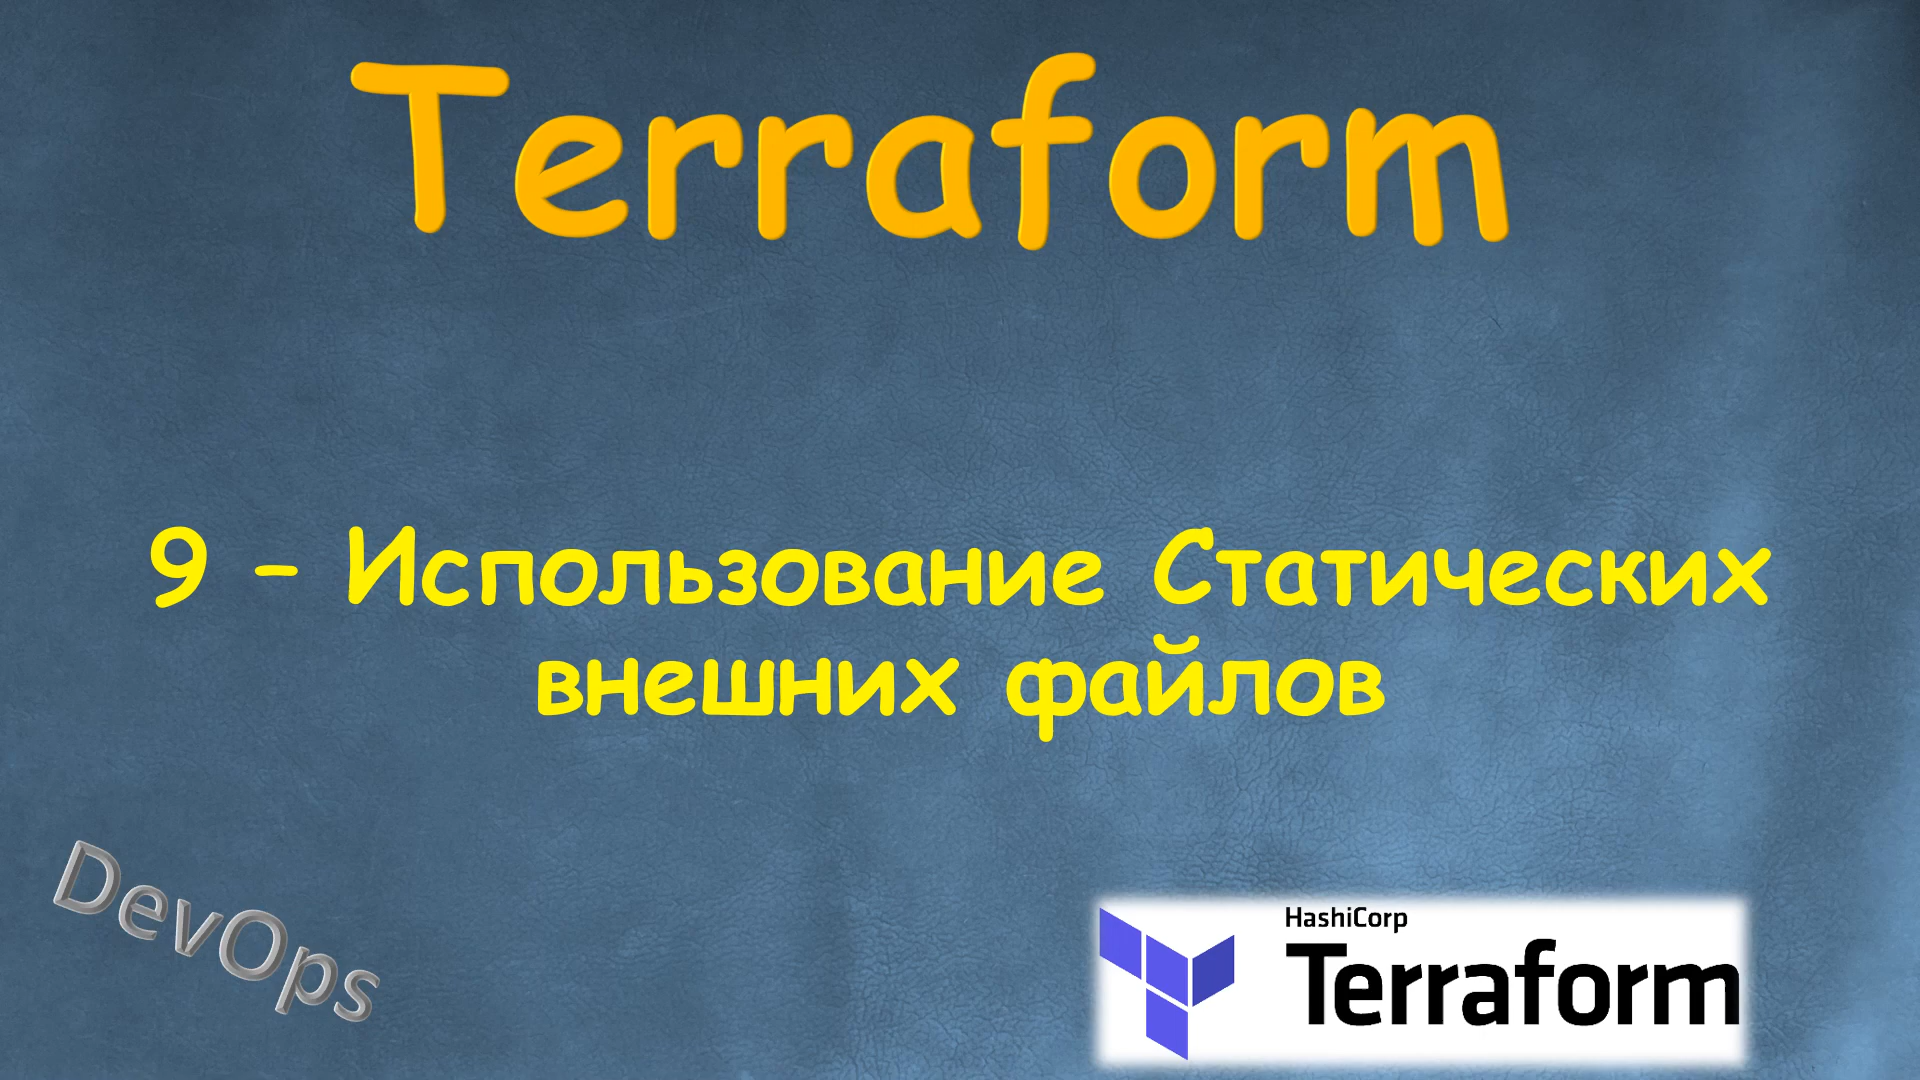 Terraform
9 – Использование Статических
внешних файлов
DevOps
HashiCorp
Terraform